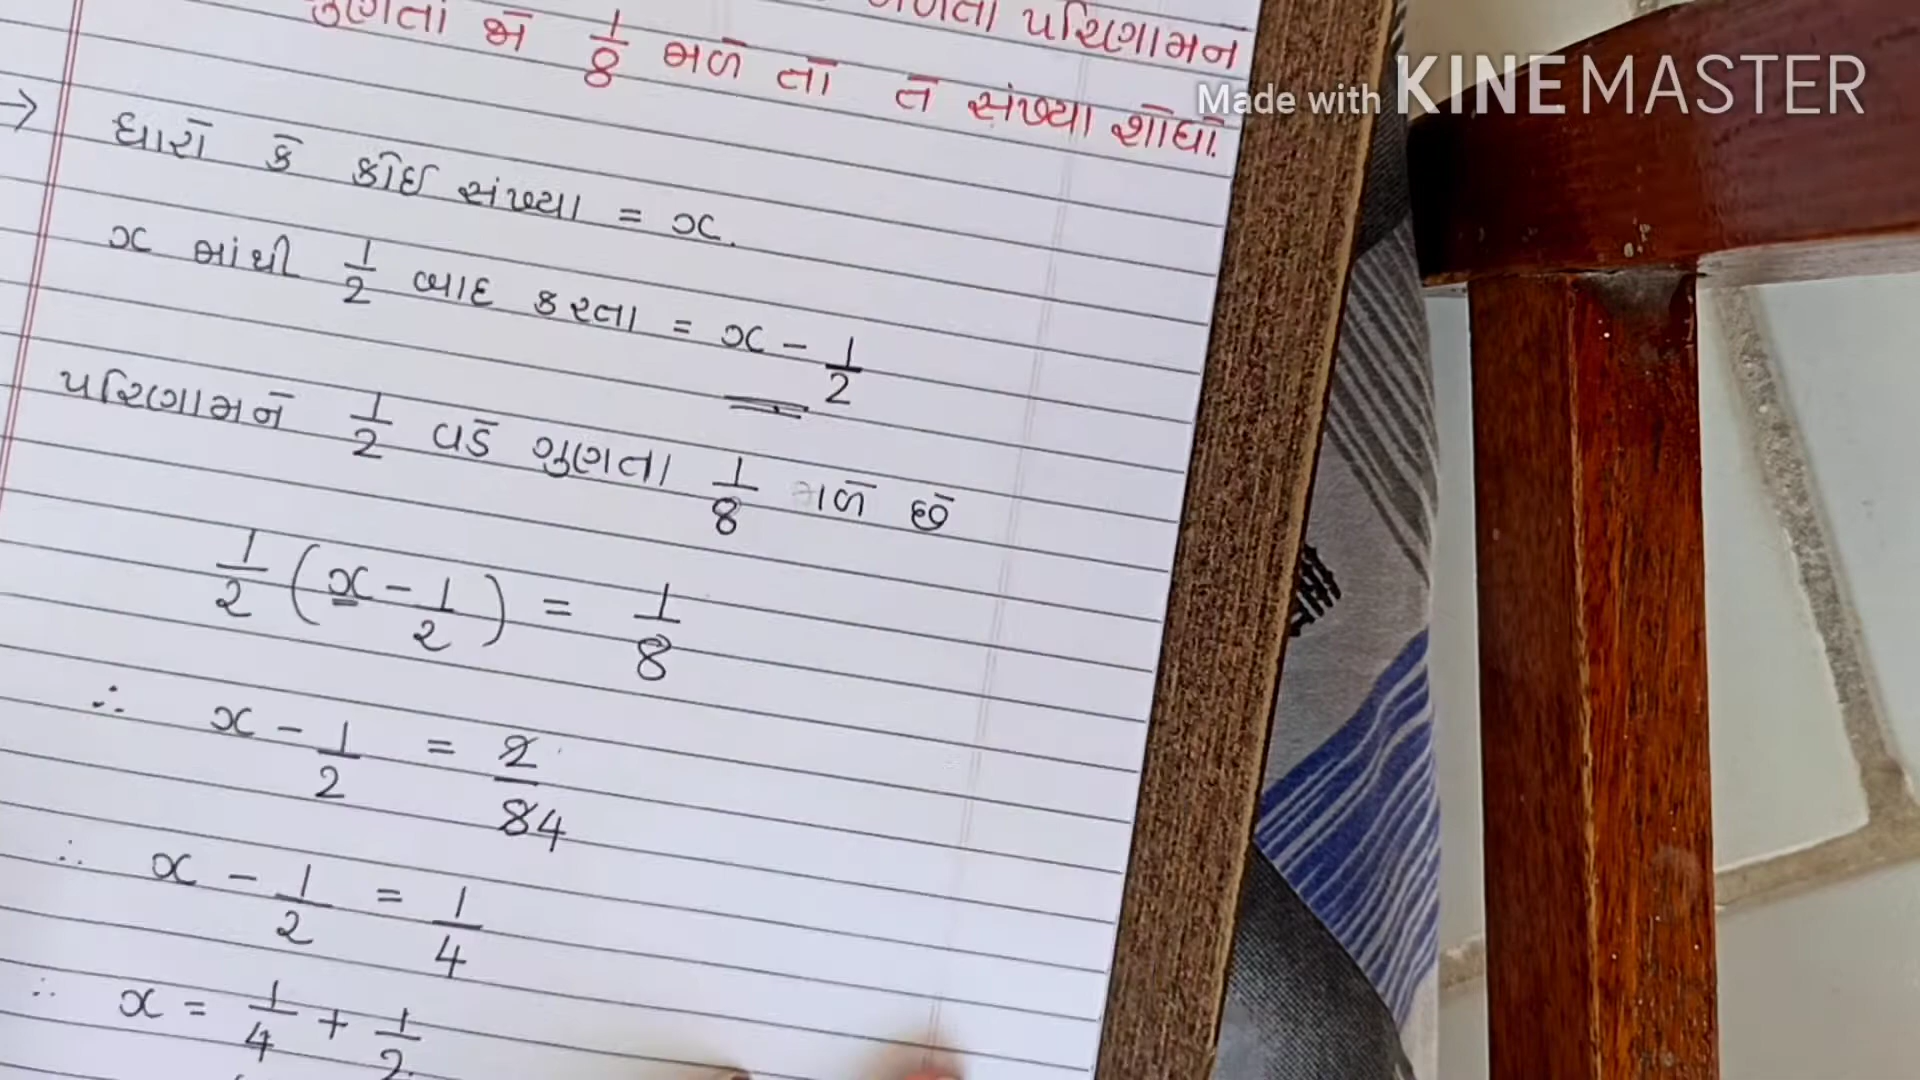 પરિણામને
ગુણતાં જે 1/8 મળે તો તે સંખ્યા શોધો.
Made with KINEMASTER
→ ધારો કે કોઈ સંખ્યા = x.
x માંથી 1/2 બાદ કરતા = x - 1/2
પરિણામને 1/2 વડે ગુણતા 1/8 મળે છે
1/2 (x - 1/2) = 1/8
∴ x - 1/2 = 2/84
∴ x - 1/2 = 1/4
∴ x = 1/4 + 1/2